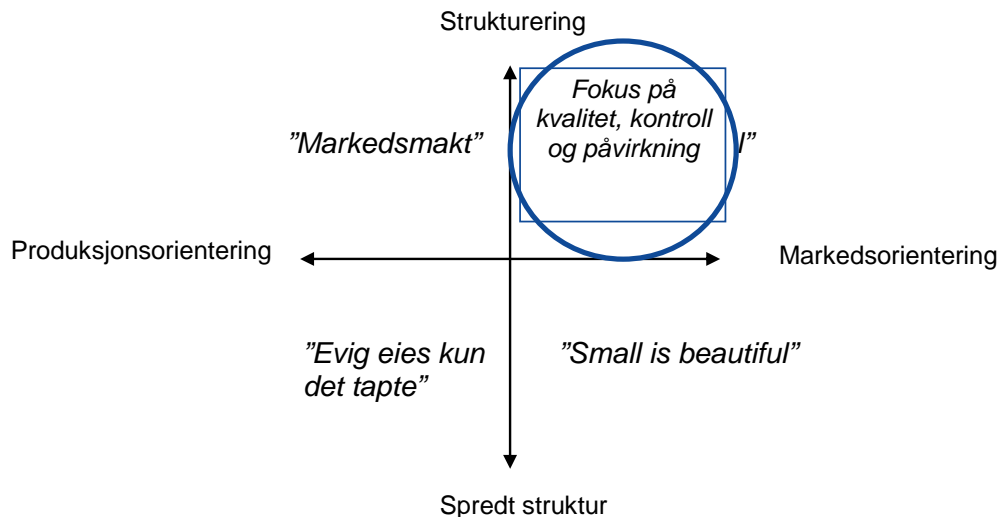 Strukturering
Fokus på
kvalitet, kontroll
og påvirkning
”Markedsmakt”
Produksjonsorientering
Markedsorientering
”Evig eies kun
det tapte”
”Small is beautiful”
Spredt struktur